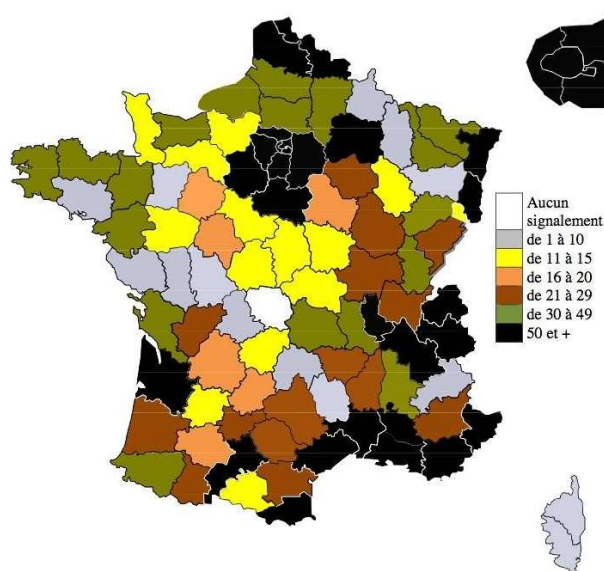 Aucun
signalement
de 1 à 10
de 11 à 15
de 16 à 20
de 21 à 29
de 30 à 49
50 et +